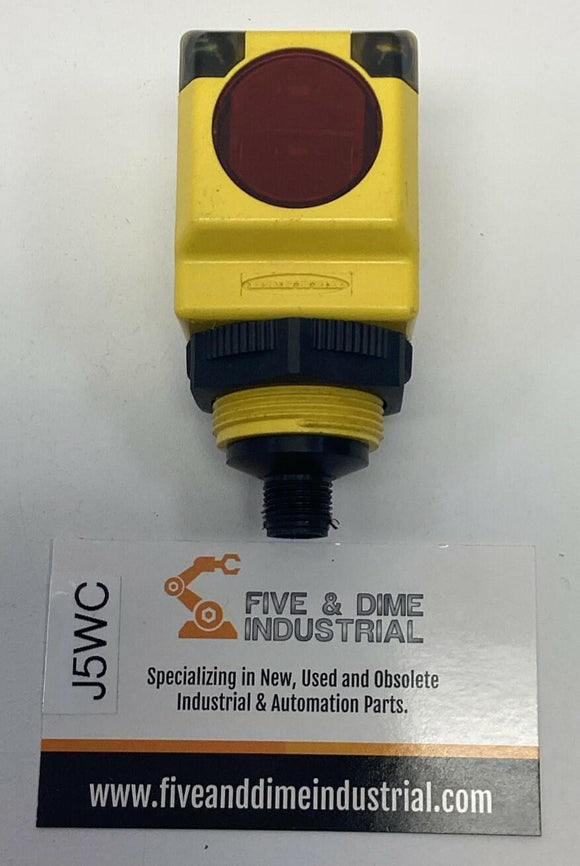 J5WC
FIVE & DIME
INDUSTRIAL
Specializing in New, Used and Obsolete
Industrial & Automation Parts.
www.fiveanddimeindustrial.com